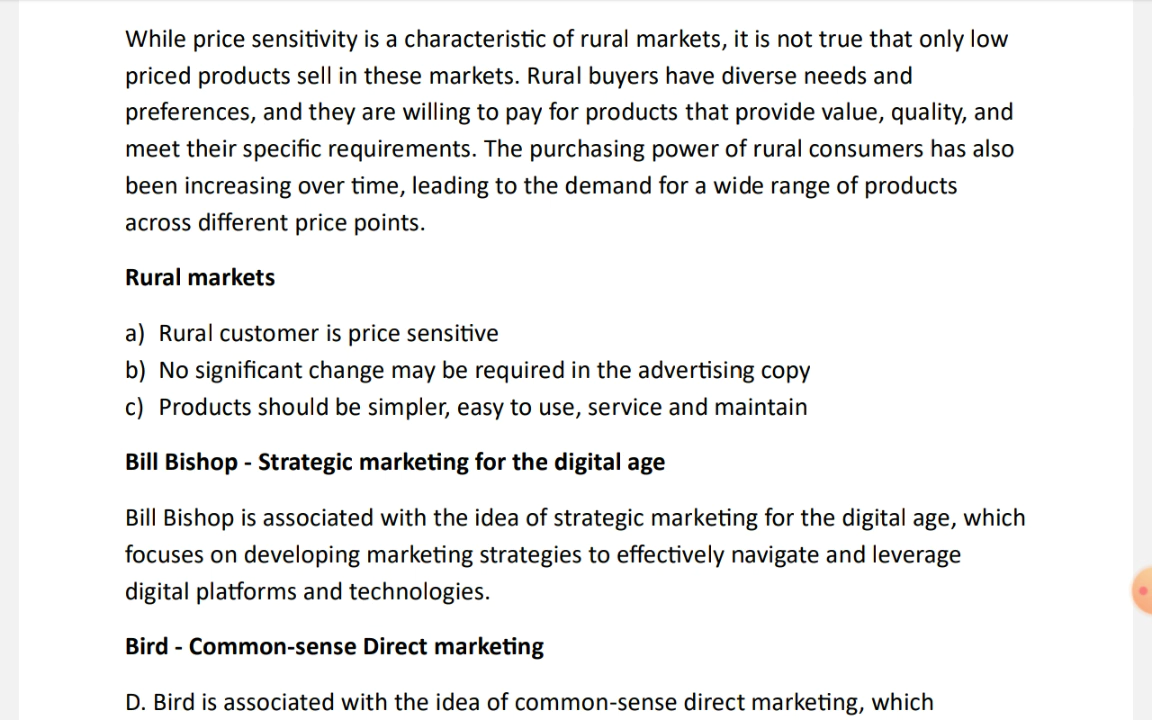 While price sensitivity is a characteristic of rural markets, it is not true that only low
priced products sell in these markets. Rural buyers have diverse needs and
preferences, and they are willing to pay for products that provide value, quality, and
meet their specific requirements. The purchasing power of rural consumers has also
been increasing over time, leading to the demand for a wide range of products
across different price points.
Rural markets
a) Rural customer is price sensitive
b) No significant change may be required in the advertising copy
c) Products should be simpler, easy to use, service and maintain
Bill Bishop - Strategic marketing for the digital age
Bill Bishop is associated with the idea of strategic marketing for the digital age, which
focuses on developing marketing strategies to effectively navigate and leverage
digital platforms and technologies.
Bird - Common-sense Direct marketing
D. Bird is associated with the idea of common-sense direct marketing, which